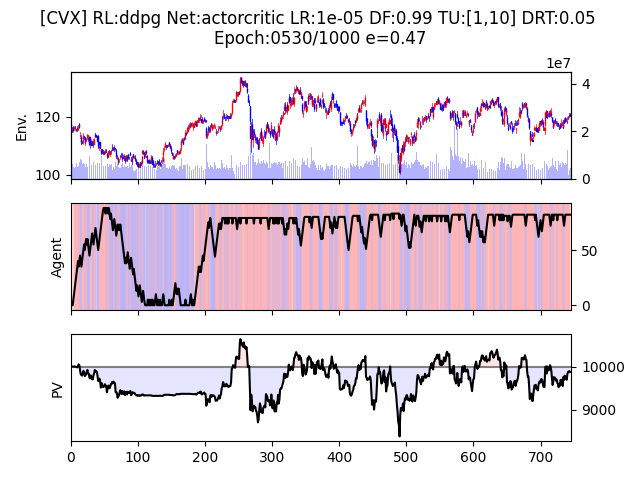 [CVX] RL:ddpg Net:actorcritic LR:1e-05 DF:0.99 TU:[1,10] DRT:0.05
Epoch:0530/1000 e=0.47
1e7
Env.
120
100
4
2
0
Agent
50
0
PV
10000
9000
0 100 200 300 400 500 600 700